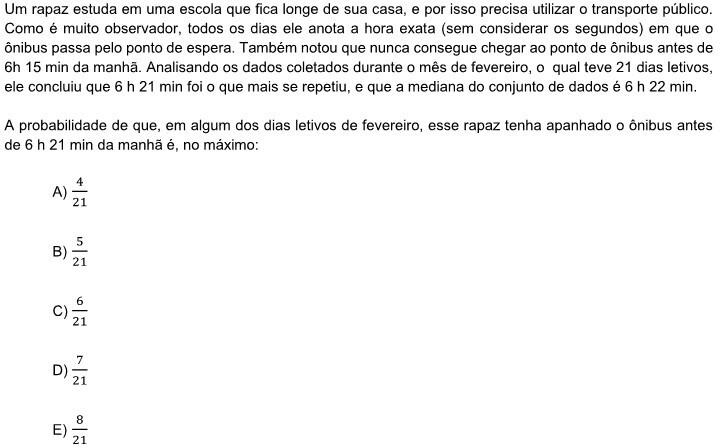 Um rapaz estuda em uma escola que fica longe de sua casa, e por isso precisa utilizar o transporte público.
Como é muito observador, todos os dias ele anota a hora exata (sem considerar os segundos) em que o
ônibus passa pelo ponto de espera. Também notou que nunca consegue chegar ao ponto de ônibus antes de
6h 15 min da manhã. Analisando os dados coletados durante o mês de fevereiro, o qual teve 21 dias letivos,
ele concluiu que 6 h 21 min foi o que mais se repetiu, e que a mediana do conjunto de dados é 6 h 22 min.
A probabilidade de que, em algum dos dias letivos de fevereiro, esse rapaz tenha apanhado o ônibus antes
de 6 h 21 min da manhã é, no máximo:
A) 4/21
B) 5/21
C) 6/21
D) 7/21
E) 8/21